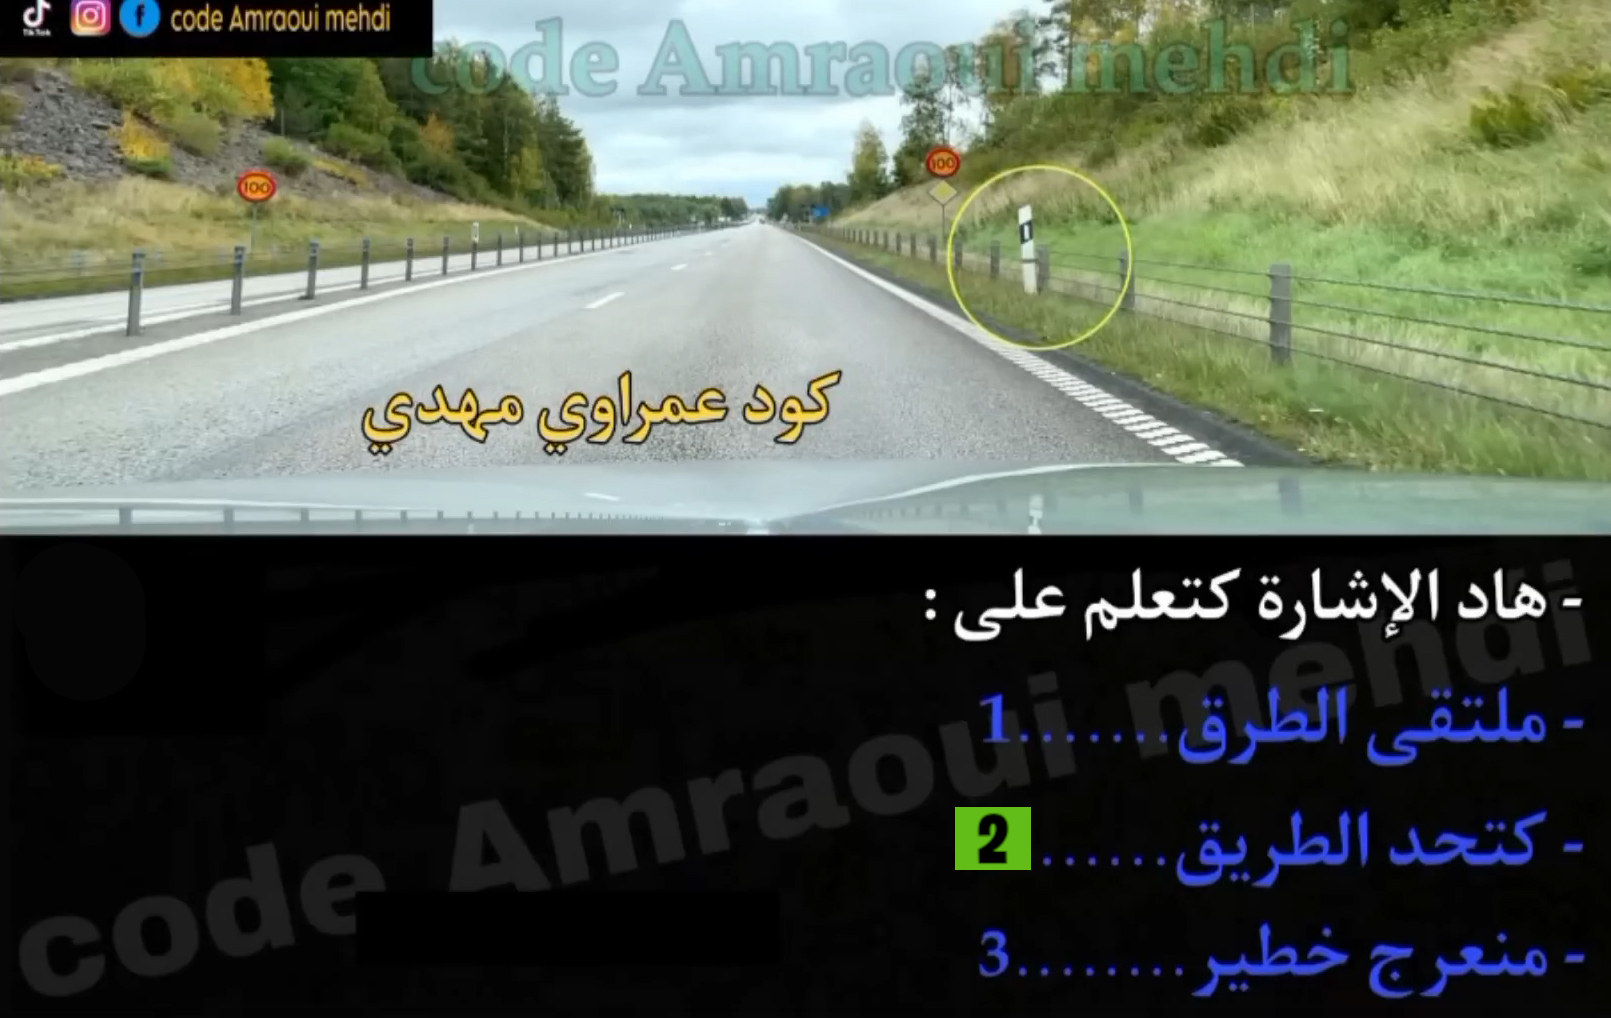 TikTok code Amraoui mehdi
code Amraoui mehdi
100
100
كود عمراوي مهدي
- هاد الإشارة كتعلم على :
- ملتقى الطرق.......1
- كتحد الطريق...... 2
- منعرج خطير........3
code Amraoui mehdi